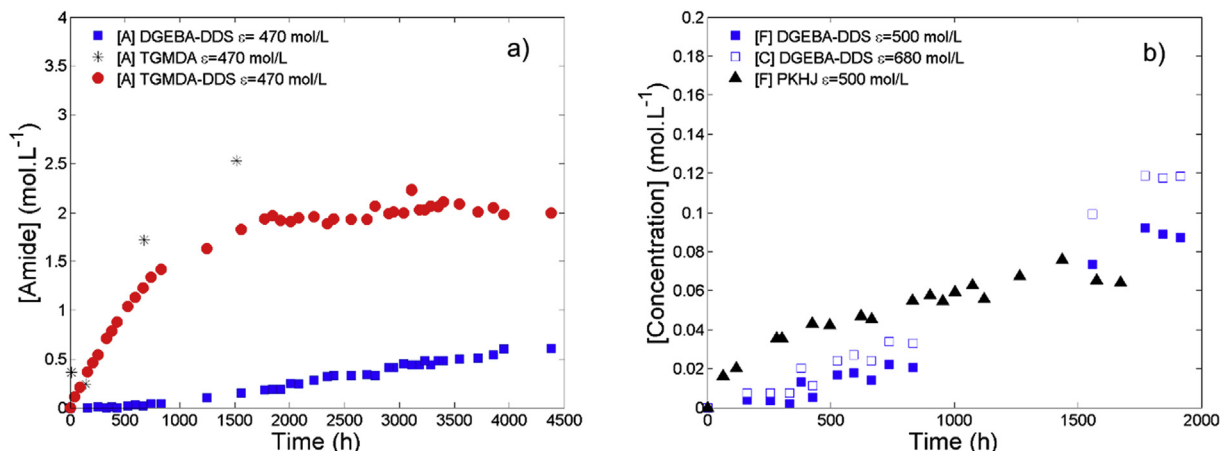 a)
[A] DGEBA-DDS ε= 470 mol/L
[A] TGMDA ε=470 mol/L
[A] TGMDA-DDS ε=470 mol/L
[Amide] (mol.L⁻¹)
4
3.5
3
2.5
2
1.5
1
0.5
0
0 500 1000 1500 2000 2500 3000 3500 4000 4500
Time (h)
b)
[F] DGEBA-DDS ε=500 mol/L
[C] DGEBA-DDS ε=680 mol/L
[F] PKHJ ε=500 mol/L
[Concentration] (mol.L⁻¹)
0.2
0.18
0.16
0.14
0.12
0.1
0.08
0.06
0.04
0.02
0
0 500 1000 1500 2000
Time (h)